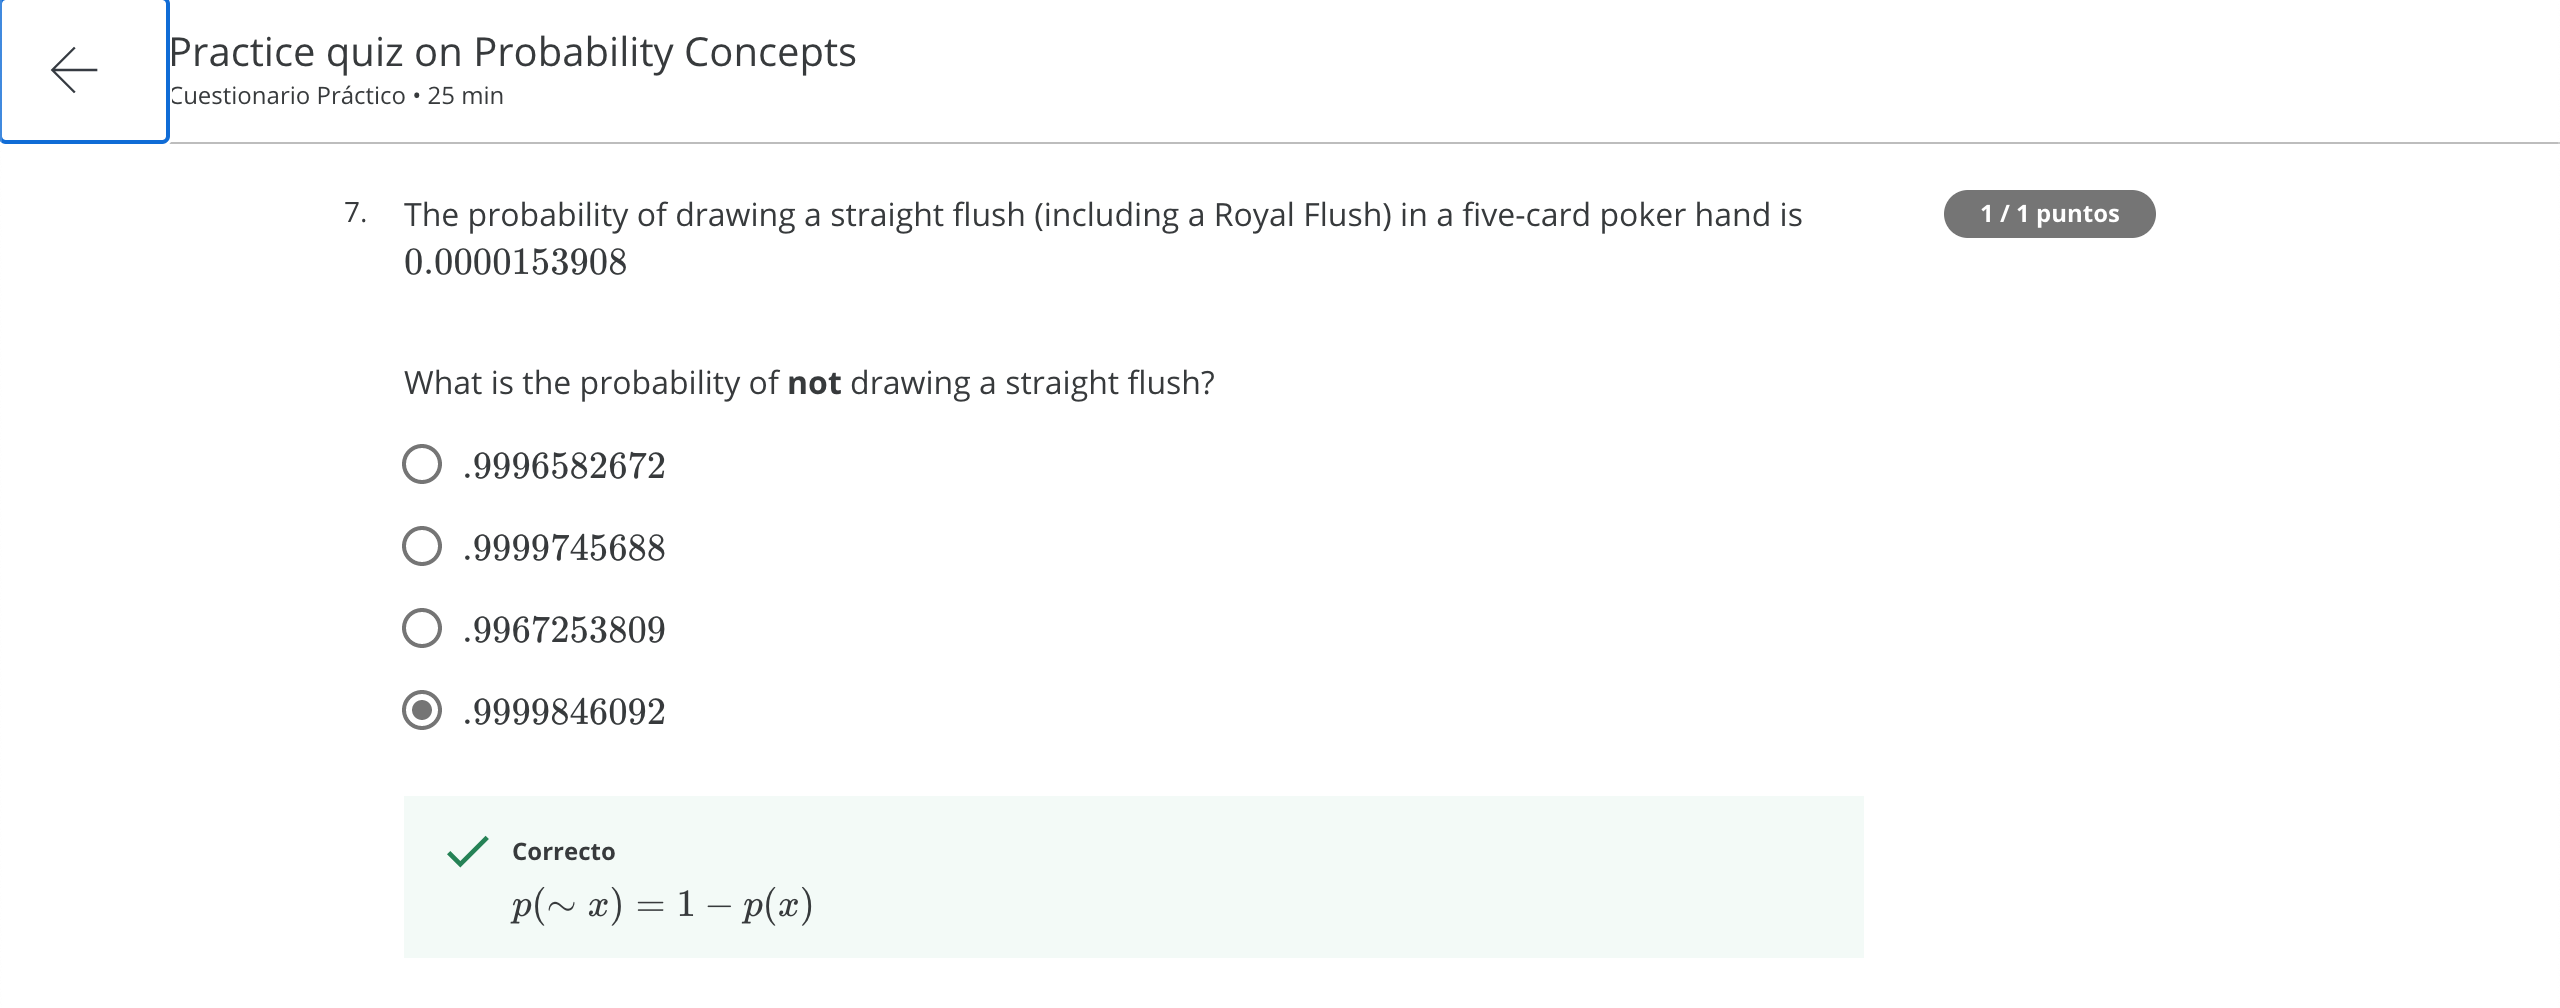 Practice quiz on Probability Concepts
Cuestionario Práctico • 25 min
7. The probability of drawing a straight flush (including a Royal Flush) in a five-card poker hand is
0.0000153908
1 / 1 puntos
What is the probability of not drawing a straight flush?
.9996582672
.9999745688
.9967253809
.9999846092
Correcto
p(∼ x) = 1 − p(x)